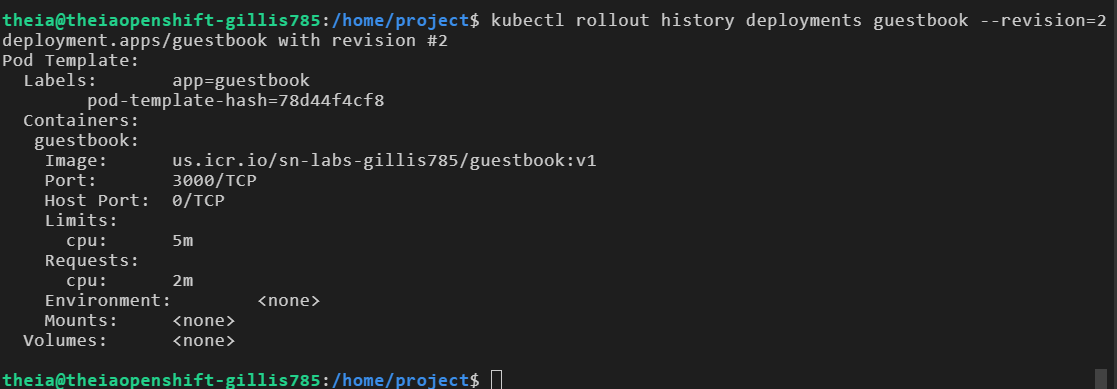 theia@theiaopenshift-gillis785:/home/project$ kubectl rollout history deployments guestbook --revision=2
deployment.apps/guestbook with revision #2
Pod Template:
  Labels:       app=guestbook
        pod-template-hash=78d44f4cf8
  Containers:
   guestbook:
    Image:      us.icr.io/sn-labs-gillis785/guestbook:v1
    Port:       3000/TCP
    Host Port:  0/TCP
    Limits:
      cpu:      5m
    Requests:
      cpu:      2m
    Environment:        <none>
    Mounts:     <none>
  Volumes:      <none>

theia@theiaopenshift-gillis785:/home/project$